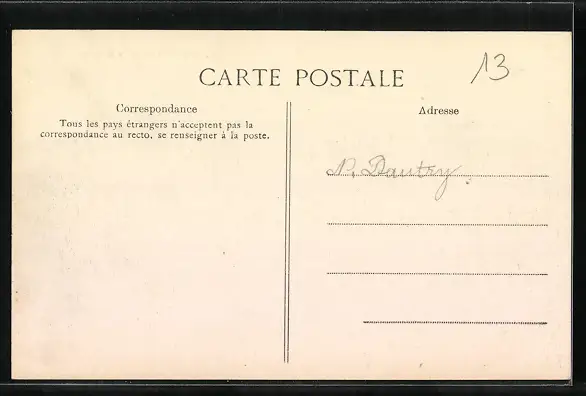 13
CARTE POSTALE
Correspondance
Tous les pays étrangers n'acceptent pas la
correspondance au recto, se renseigner à la poste.
Adresse
N. Dautry.